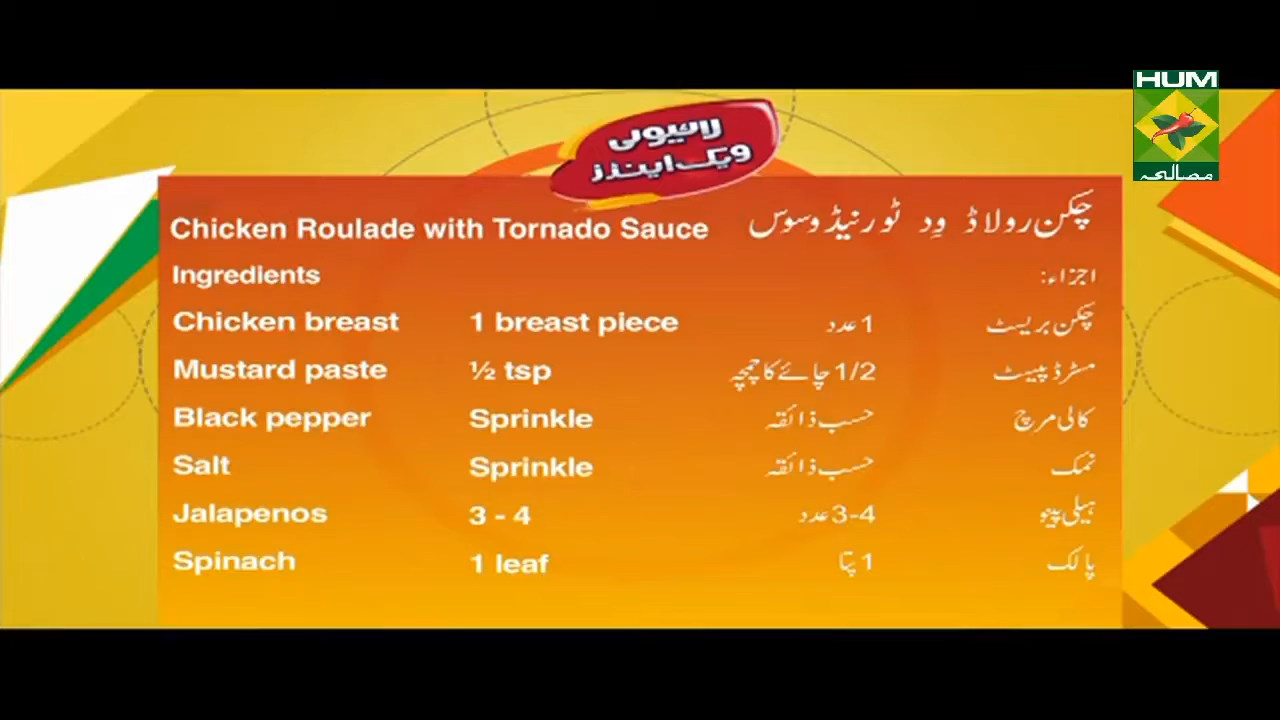 HUM
مصالحہ
لائیولی
ویک اینڈز
Chicken Roulade with Tornado Sauce چکن رولاڈ وِد ٹورنیڈو سوس
Ingredients اجزاء:
Chicken breast 1 breast piece 1 عدد چکن بریسٹ
Mustard paste ½ tsp 1/2 چائے کا چمچہ مسٹرڈ پیسٹ
Black pepper Sprinkle حسب ذائقہ کالی مرچ
Salt Sprinkle حسب ذائقہ نمک
Jalapenos 3 - 4 3-4 عدد ہیلی پینو
Spinach 1 leaf 1 پتا پالک